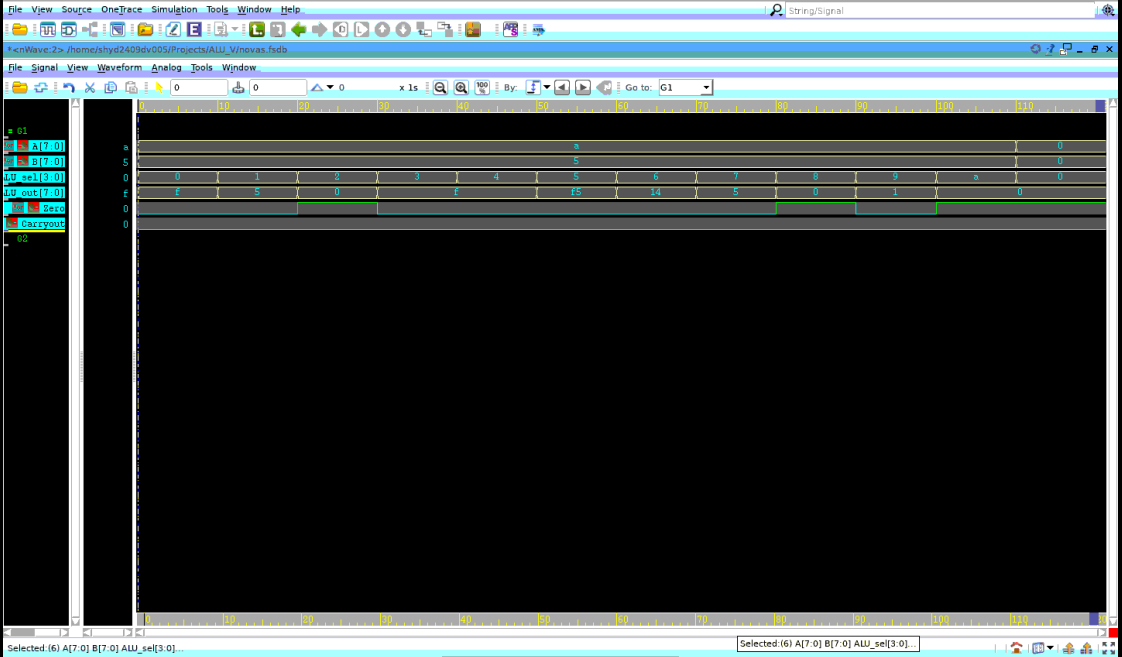 File View Source OneTrace Simulation Tools Window Help
String/Signal
*<nWave:2> /home/shyd2409dv005/Projects/ALU_V/novas.fsdb
File Signal View Waveform Analog Tools Window
0 0 0 x 1s 100 By: Go to: G1
0 10 20 30 40 50 60 70 80 90 100 110
G1
A[7:0] a a 0
B[7:0] 5 5 0
LU_sel[3:0] 0 0 1 2 3 4 5 6 7 8 9 a 0
LU_out[7:0] f f 5 0 f f5 14 5 0 1 0
Zero 0
Carryout 0
G2
0 10 20 30 40 50 60 70 80 90 100 110
Selected:(6) A[7:0] B[7:0] ALU_sel[3:0]...
Selected:(6) A[7:0] B[7:0] ALU_sel[3:0]...